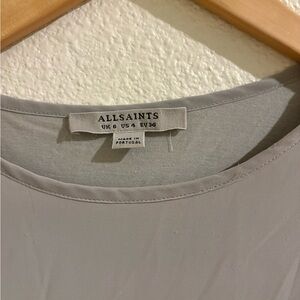 ALLSAINTS
UK 8 US 4 EU 36
MADE IN
PORTUGAL